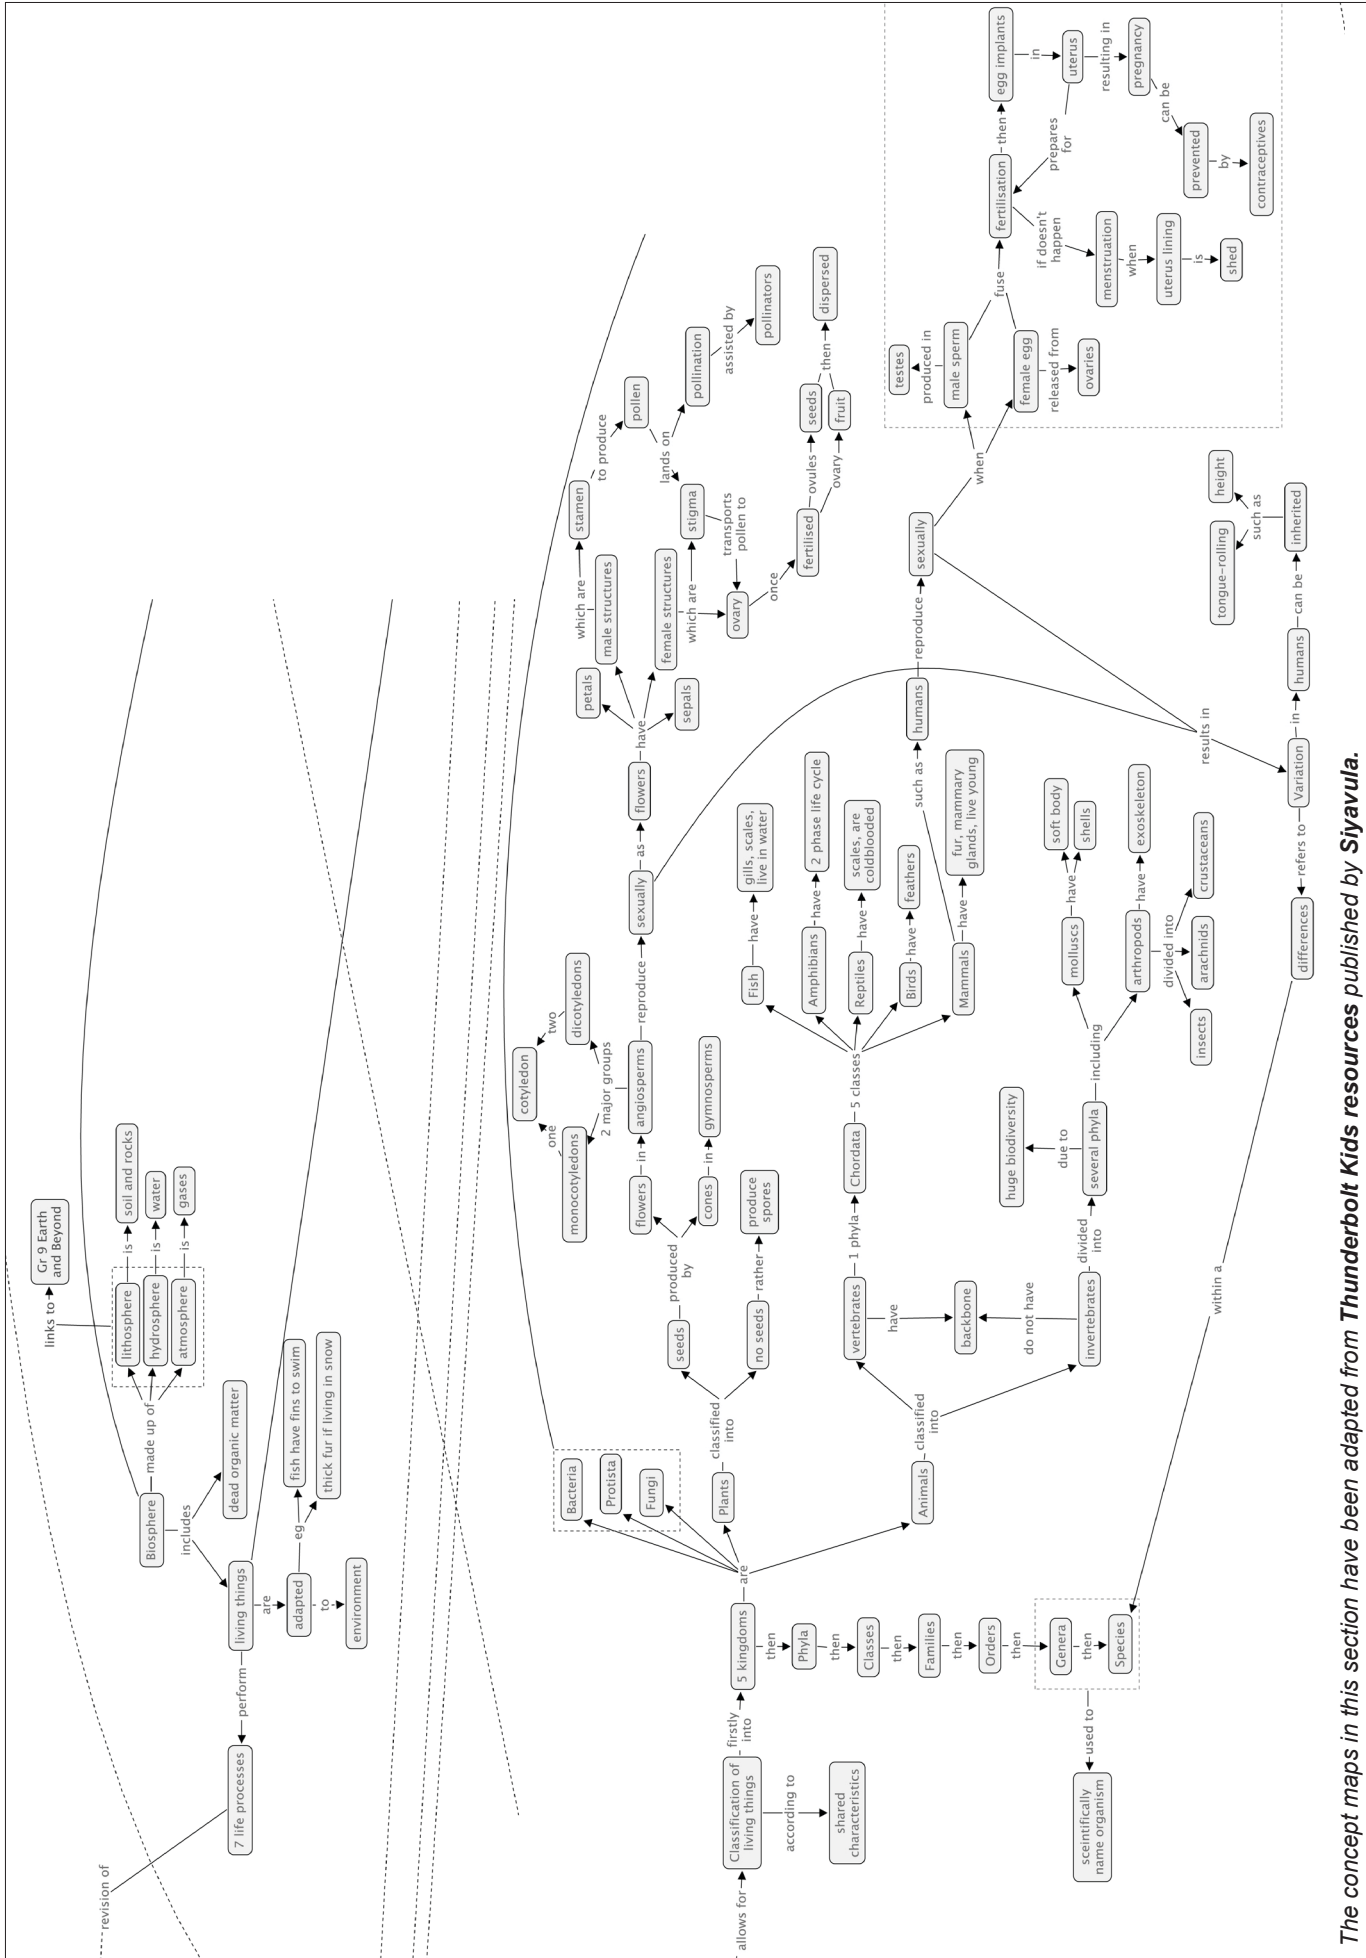 revision of
7 life processes
perform
living things
are
adapted
to
environment
eg
fish have fins to swim
thick fur if living in snow
Biosphere
includes
dead organic matter
made up of
lithosphere
hydrosphere
atmosphere
is
soil and rocks
is
water
is
gases
links to
Gr 9 Earth
and Beyond
allows for
Classification of
living things
according to
shared
characteristics
firstly
into
5 kingdoms
then
Phyla
then
Classes
then
Families
then
Orders
then
Genera
then
Species
used to
sceintifically
name organism
are
Bacteria
Protista
Fungi
Plants
Animals
classified
into
seeds
no seeds
rather
produce
spores
produced
by
flowers
cones
in
gymnosperms
in
angiosperms
2 major groups
monocotyledons
dicotyledons
one
two
cotyledon
reproduce
sexually
as
flowers
have
petals
male structures
female structures
sepals
which are
stamen
to produce
pollen
lands on
pollination
assisted by
pollinators
which are
stigma
transports
pollen to
ovary
once
fertilised
ovules
seeds
ovary
fruit
then
dispersed
classified
into
vertebrates
have
backbone
do not have
invertebrates
1 phyla
Chordata
5 classes
Fish
have
gills, scales,
live in water
Amphibians
have
2 phase life cycle
Reptiles
have
scales, are
coldblooded
Birds
have
feathers
Mammals
have
fur, mammary
glands, live young
such as
humans
reproduce
sexually
when
male sperm
produced in
testes
female egg
released from
ovaries
fuse
fertilisation
then
egg implants
in
uterus
prepares
for
resulting in
pregnancy
can be
prevented
by
contraceptives
if doesn't
happen
menstruation
when
uterus lining
is
shed
divided
into
several phyla
due to
huge biodiversity
including
molluscs
have
soft body
shells
arthropods
have
exoskeleton
divided into
insects
arachnids
crustaceans
results in
Variation
refers to
differences
within a
in
humans
can be
inherited
such as
tongue-rolling
height
The concept maps in this section have been adapted from Thunderbolt Kids resources published by Siyavula.